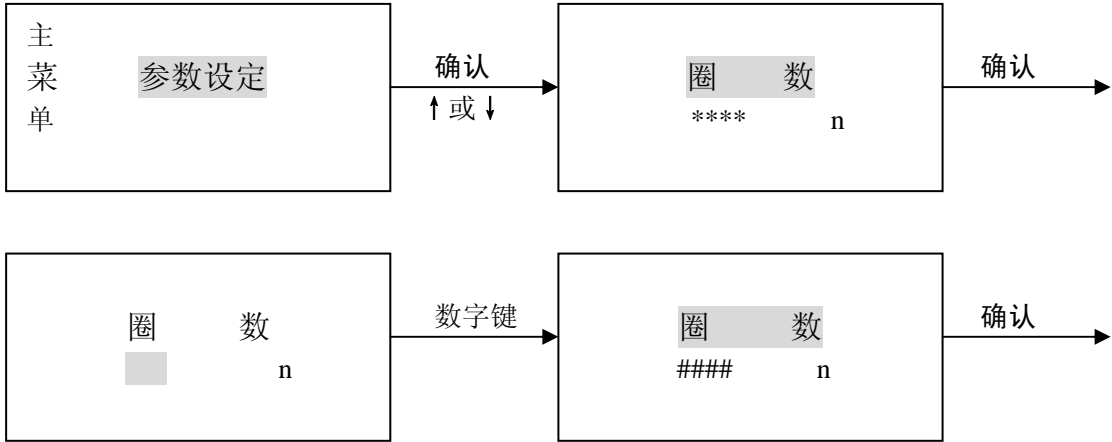 主
菜
单
参数设定
确认
↑或↓
圈 数
**** n
确认
圈 数
n
数字键
圈 数
#### n
确认